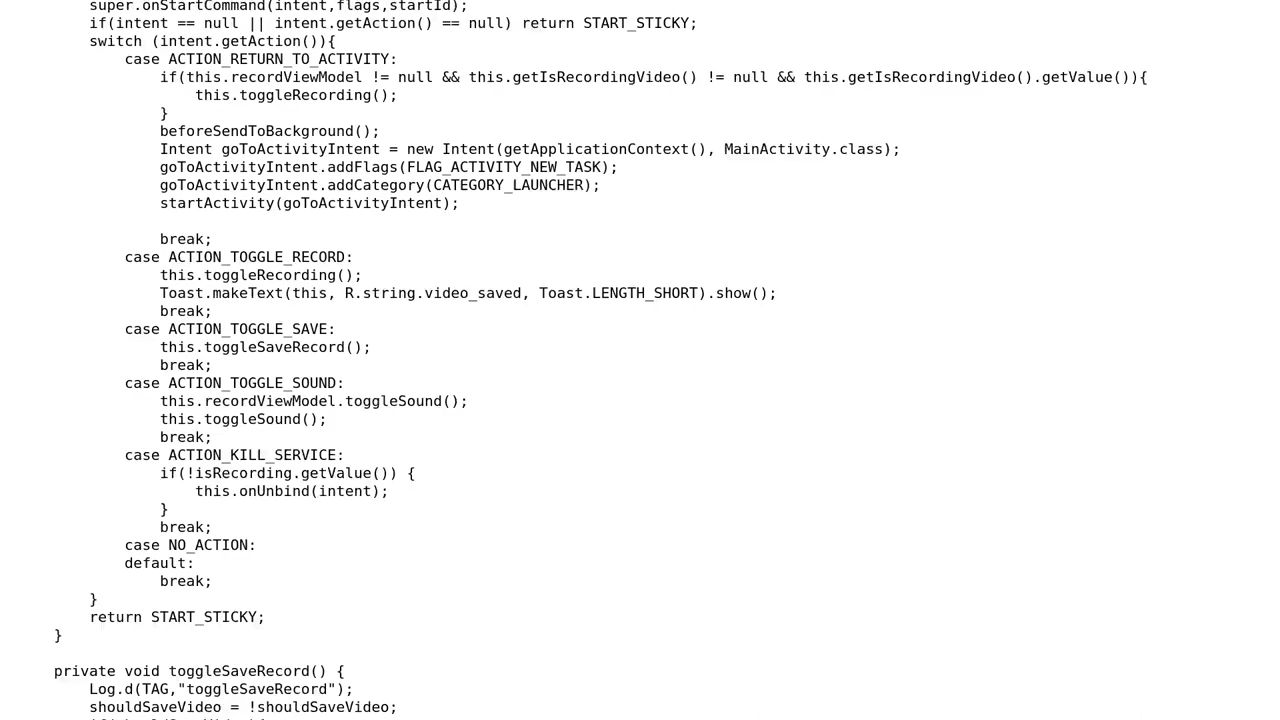 super.onStartCommand(intent,flags,startId);
if(intent == null || intent.getAction() == null) return START_STICKY;
switch (intent.getAction()){
case ACTION_RETURN_TO_ACTIVITY:
if(this.recordViewModel != null && this.getIsRecordingVideo() != null && this.getIsRecordingVideo().getValue()){
this.toggleRecording();
}
beforeSendToBackground();
Intent goToActivityIntent = new Intent(getApplicationContext(), MainActivity.class);
goToActivityIntent.addFlags(FLAG_ACTIVITY_NEW_TASK);
goToActivityIntent.addCategory(CATEGORY_LAUNCHER);
startActivity(goToActivityIntent);
break;
case ACTION_TOGGLE_RECORD:
this.toggleRecording();
Toast.makeText(this, R.string.video_saved, Toast.LENGTH_SHORT).show();
break;
case ACTION_TOGGLE_SAVE:
this.toggleSaveRecord();
break;
case ACTION_TOGGLE_SOUND:
this.recordViewModel.toggleSound();
this.toggleSound();
break;
case ACTION_KILL_SERVICE:
if(!isRecording.getValue()) {
this.onUnbind(intent);
}
break;
case NO_ACTION:
default:
break;
}
return START_STICKY;
}
private void toggleSaveRecord() {
Log.d(TAG,"toggleSaveRecord");
shouldSaveVideo = !shouldSaveVideo;